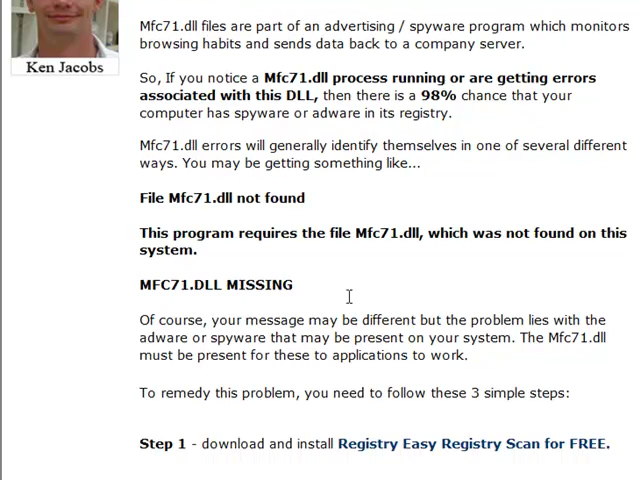 Mfc71.dll files are part of an advertising / spyware program which monitors
browsing habits and sends data back to a company server.
Ken Jacobs
So, If you notice a Mfc71.dll process running or are getting errors
associated with this DLL, then there is a 98% chance that your
computer has spyware or adware in its registry.
Mfc71.dll errors will generally identify themselves in one of several different
ways. You may be getting something like...
File Mfc71.dll not found
This program requires the file Mfc71.dll, which was not found on this
system.
MFC71.DLL MISSING
Of course, your message may be different but the problem lies with the
adware or spyware that may be present on your system. The Mfc71.dll
must be present for these to applications to work.
To remedy this problem, you need to follow these 3 simple steps:
Step 1 - download and install Registry Easy Registry Scan for FREE.